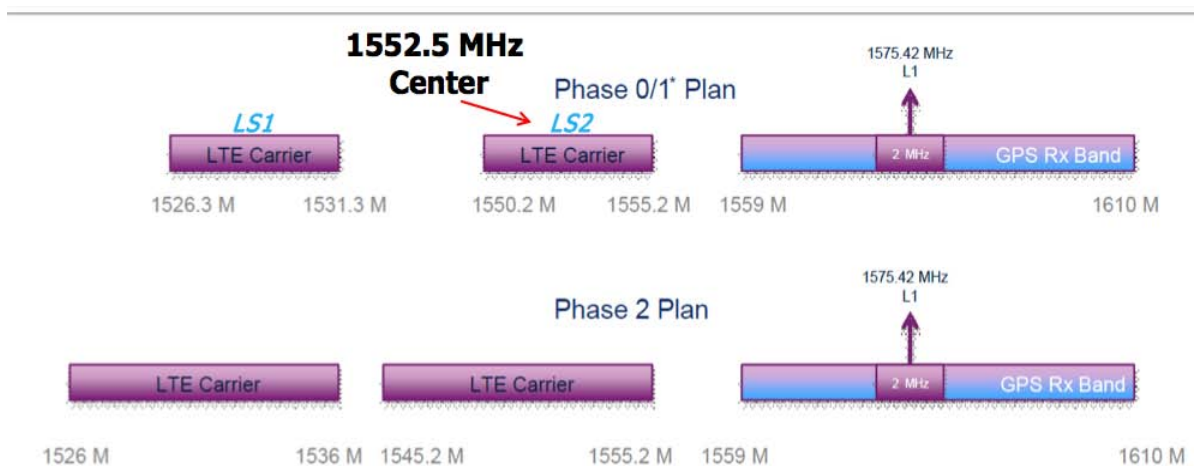 1552.5 MHz
Center
Phase 0/1* Plan
1575.42 MHz
L1
LS1
LS2
LTE Carrier
LTE Carrier
2 MHz
GPS Rx Band
1526.3 M
1531.3 M
1550.2 M
1555.2 M
1559 M
1610 M
Phase 2 Plan
1575.42 MHz
L1
LTE Carrier
LTE Carrier
2 MHz
GPS Rx Band
1526 M
1536 M
1545.2 M
1555.2 M
1559 M
1610 M